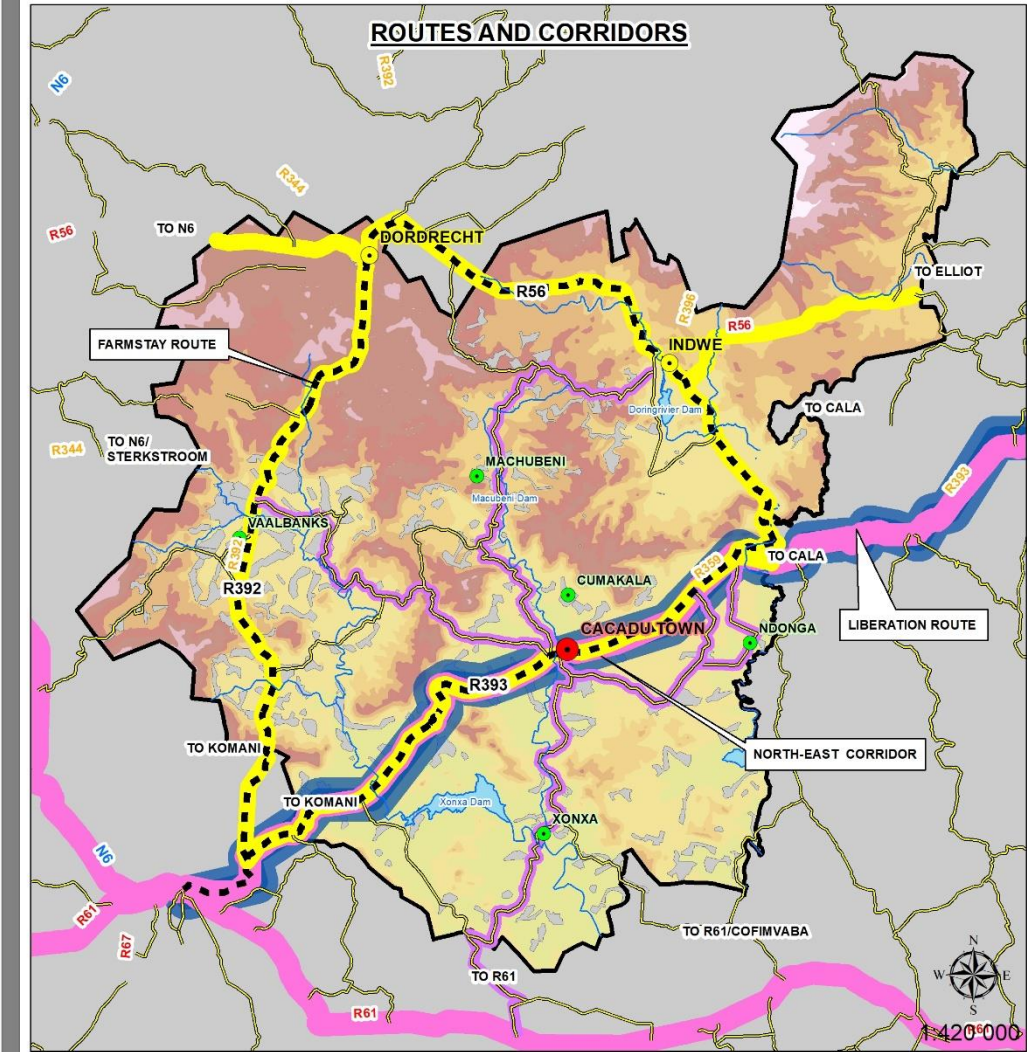 ROUTES AND CORRIDORS
N6
R392
R344
R56
TO N6
DORDRECHT
TO ELLIOT
R56
R396
R56
FARMSTAY ROUTE
INDWE
TO CALA
Doringrivier Dam
TO N6/
STERKSTROOM
R344
MACHUBENI
R393
Macubeni Dam
VAALBANKS
R392
TO CALA
R359
R392
CUMAKALA
LIBERATION ROUTE
CACADU TOWN
NDONGA
R393
TO KOMANI
NORTH-EAST CORRIDOR
TO KOMANI
Xonxa Dam
XONXA
N6
R61
R67
TO R61/COFIMVABA
TO R61
R61
N
W
E
S
R61
1:420 000